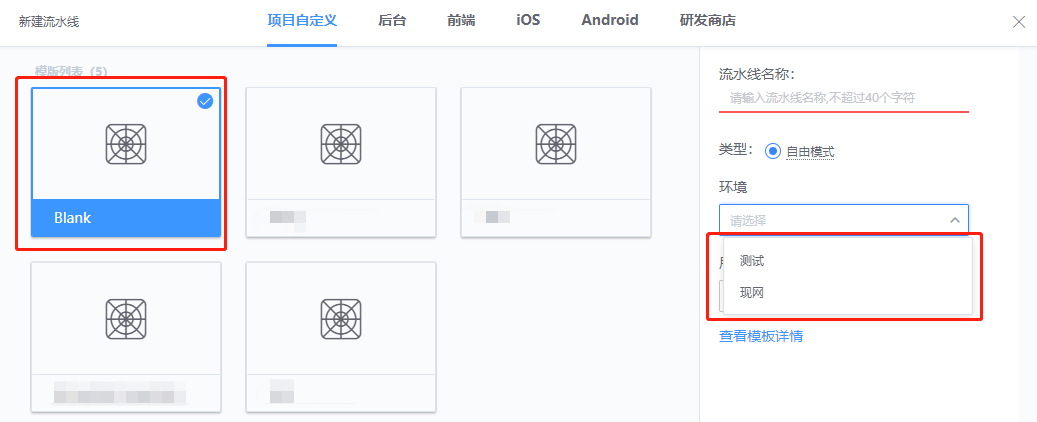 新建流水线
项目自定义 后台 前端 iOS Android 研发商店
模版列表（5）
Blank
流水线名称：
请输入流水线名称,不超过40个字符
类型： 自由模式
环境
请选择
测试
现网
查看模板详情